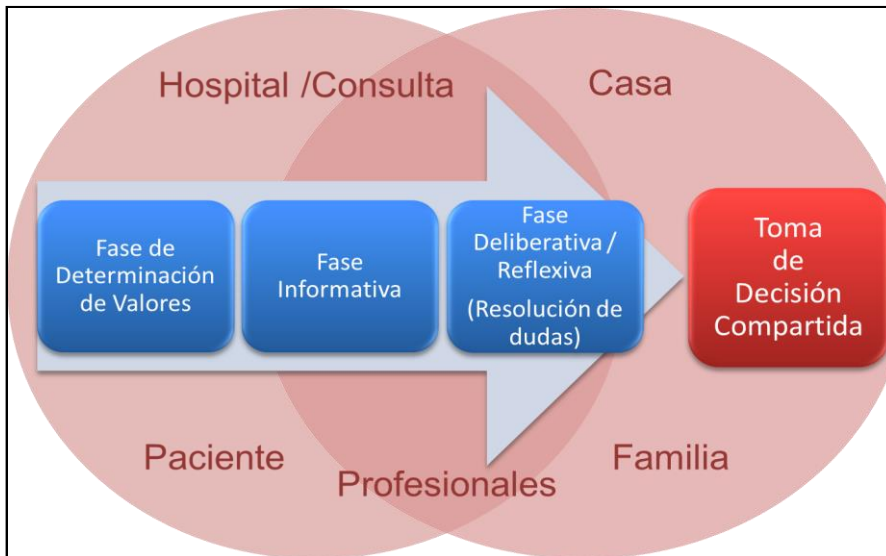 Hospital /Consulta
Casa
Fase de
Determinación
de Valores
Fase
Informativa
Fase
Deliberativa /
Reflexiva
(Resolución de
dudas)
Toma
de
Decisión
Compartida
Paciente
Profesionales
Familia